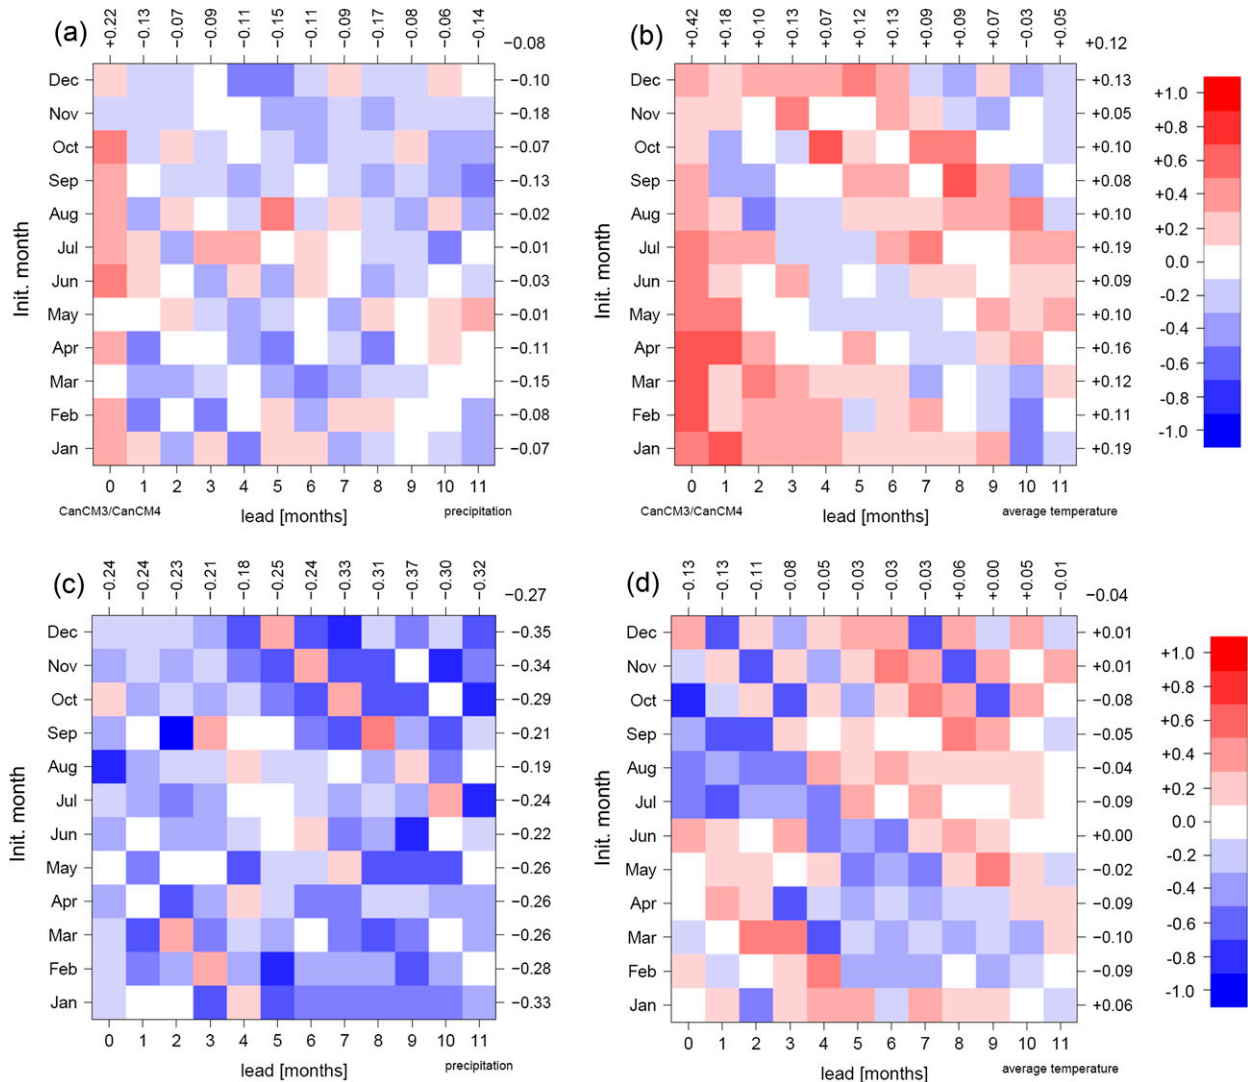 (a)
+0.22 −0.13 −0.07 −0.09 −0.11 −0.15 −0.11 −0.09 −0.17 −0.08 −0.06 −0.14
−0.08
Init. month
Dec −0.10
Nov −0.18
Oct −0.07
Sep −0.13
Aug −0.02
Jul −0.01
Jun −0.03
May −0.01
Apr −0.11
Mar −0.15
Feb −0.08
Jan −0.07
0 1 2 3 4 5 6 7 8 9 10 11
CanCM3/CanCM4 lead [months] precipitation
(b)
+0.42 +0.18 +0.10 +0.13 +0.07 +0.12 +0.13 +0.09 +0.09 +0.07 −0.03 +0.05
+0.12
Init. month
Dec +0.13
Nov +0.05
Oct +0.10
Sep +0.08
Aug +0.10
Jul +0.19
Jun +0.09
May +0.10
Apr +0.16
Mar +0.12
Feb +0.11
Jan +0.19
0 1 2 3 4 5 6 7 8 9 10 11
CanCM3/CanCM4 lead [months] average temperature
+1.0
+0.8
+0.6
+0.4
+0.2
0.0
-0.2
-0.4
-0.6
-0.8
-1.0
(c)
−0.24 −0.24 −0.23 −0.21 −0.18 −0.25 −0.24 −0.33 −0.31 −0.37 −0.30 −0.32
−0.27
Init. month
Dec −0.35
Nov −0.34
Oct −0.29
Sep −0.21
Aug −0.19
Jul −0.24
Jun −0.22
May −0.26
Apr −0.26
Mar −0.26
Feb −0.28
Jan −0.33
0 1 2 3 4 5 6 7 8 9 10 11
lead [months] precipitation
(d)
−0.13 −0.13 −0.11 −0.08 −0.05 −0.03 −0.03 −0.03 +0.06 +0.00 +0.05 −0.01
−0.04
Init. month
Dec +0.01
Nov +0.01
Oct −0.08
Sep −0.05
Aug −0.04
Jul −0.09
Jun +0.00
May −0.02
Apr −0.09
Mar −0.10
Feb −0.09
Jan +0.06
0 1 2 3 4 5 6 7 8 9 10 11
lead [months] average temperature
+1.0
+0.8
+0.6
+0.4
+0.2
0.0
-0.2
-0.4
-0.6
-0.8
-1.0